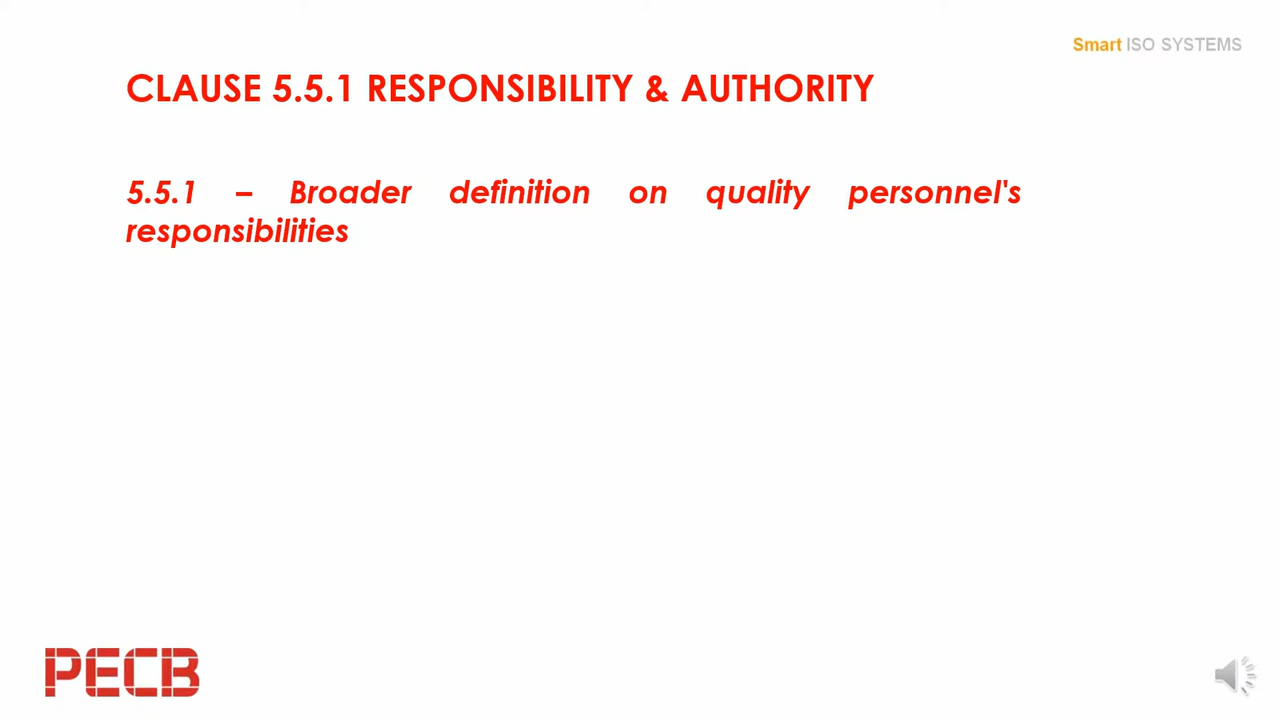 Smart ISO SYSTEMS
CLAUSE 5.5.1 RESPONSIBILITY & AUTHORITY
5.5.1 – Broader definition on quality personnel's
responsibilities
PECB